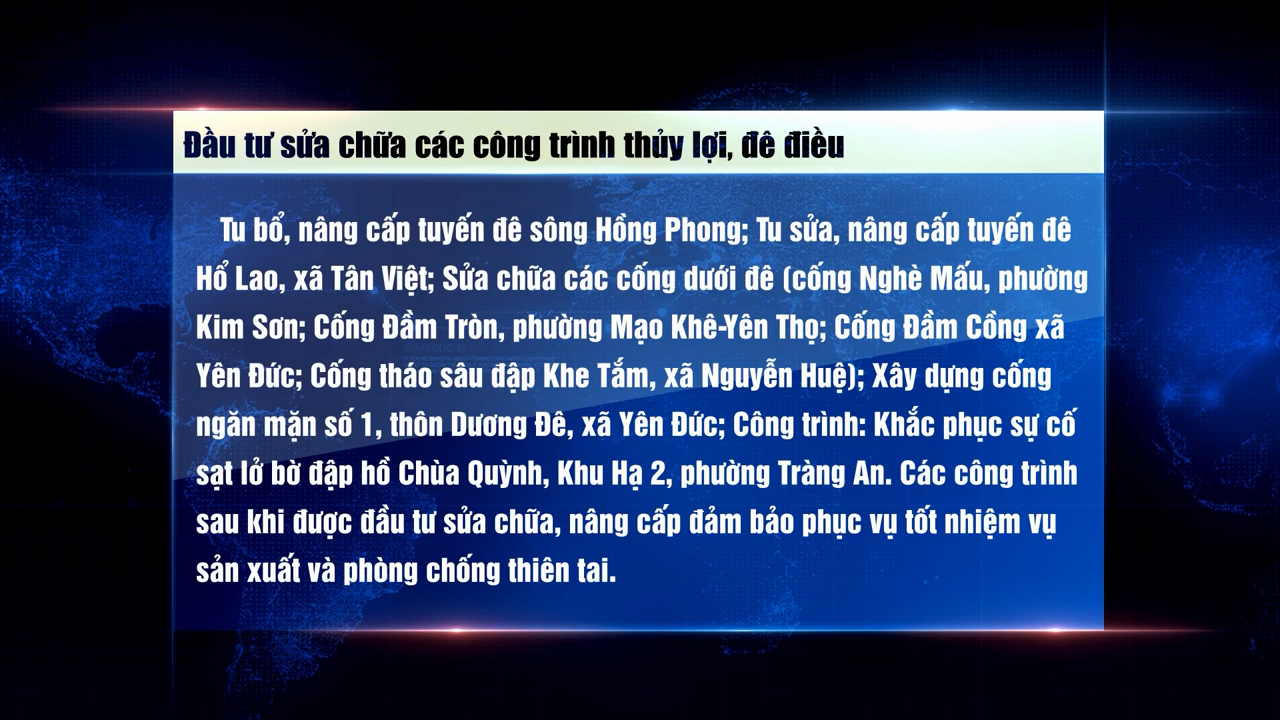 Đầu tư sửa chữa các công trình thủy lợi, đê điều
Tu bổ, nâng cấp tuyến đê sông Hồng Phong; Tu sửa, nâng cấp tuyến đê
Hổ Lao, xã Tân Việt; Sửa chữa các cống dưới đê (cống Nghè Mấu, phường
Kim Sơn; Cống Đầm Tròn, phường Mạo Khê-Yên Thọ; Cống Đầm Cồng xã
Yên Đức; Cống tháo sâu đập Khe Tắm, xã Nguyễn Huệ); Xây dựng cống
ngăn mặn số 1, thôn Dương Đê, xã Yên Đức; Công trình: Khắc phục sự cố
sạt lở bờ đập hồ Chùa Quỳnh, Khu Hạ 2, phường Tràng An. Các công trình
sau khi được đầu tư sửa chữa, nâng cấp đảm bảo phục vụ tốt nhiệm vụ
sản xuất và phòng chống thiên tai.